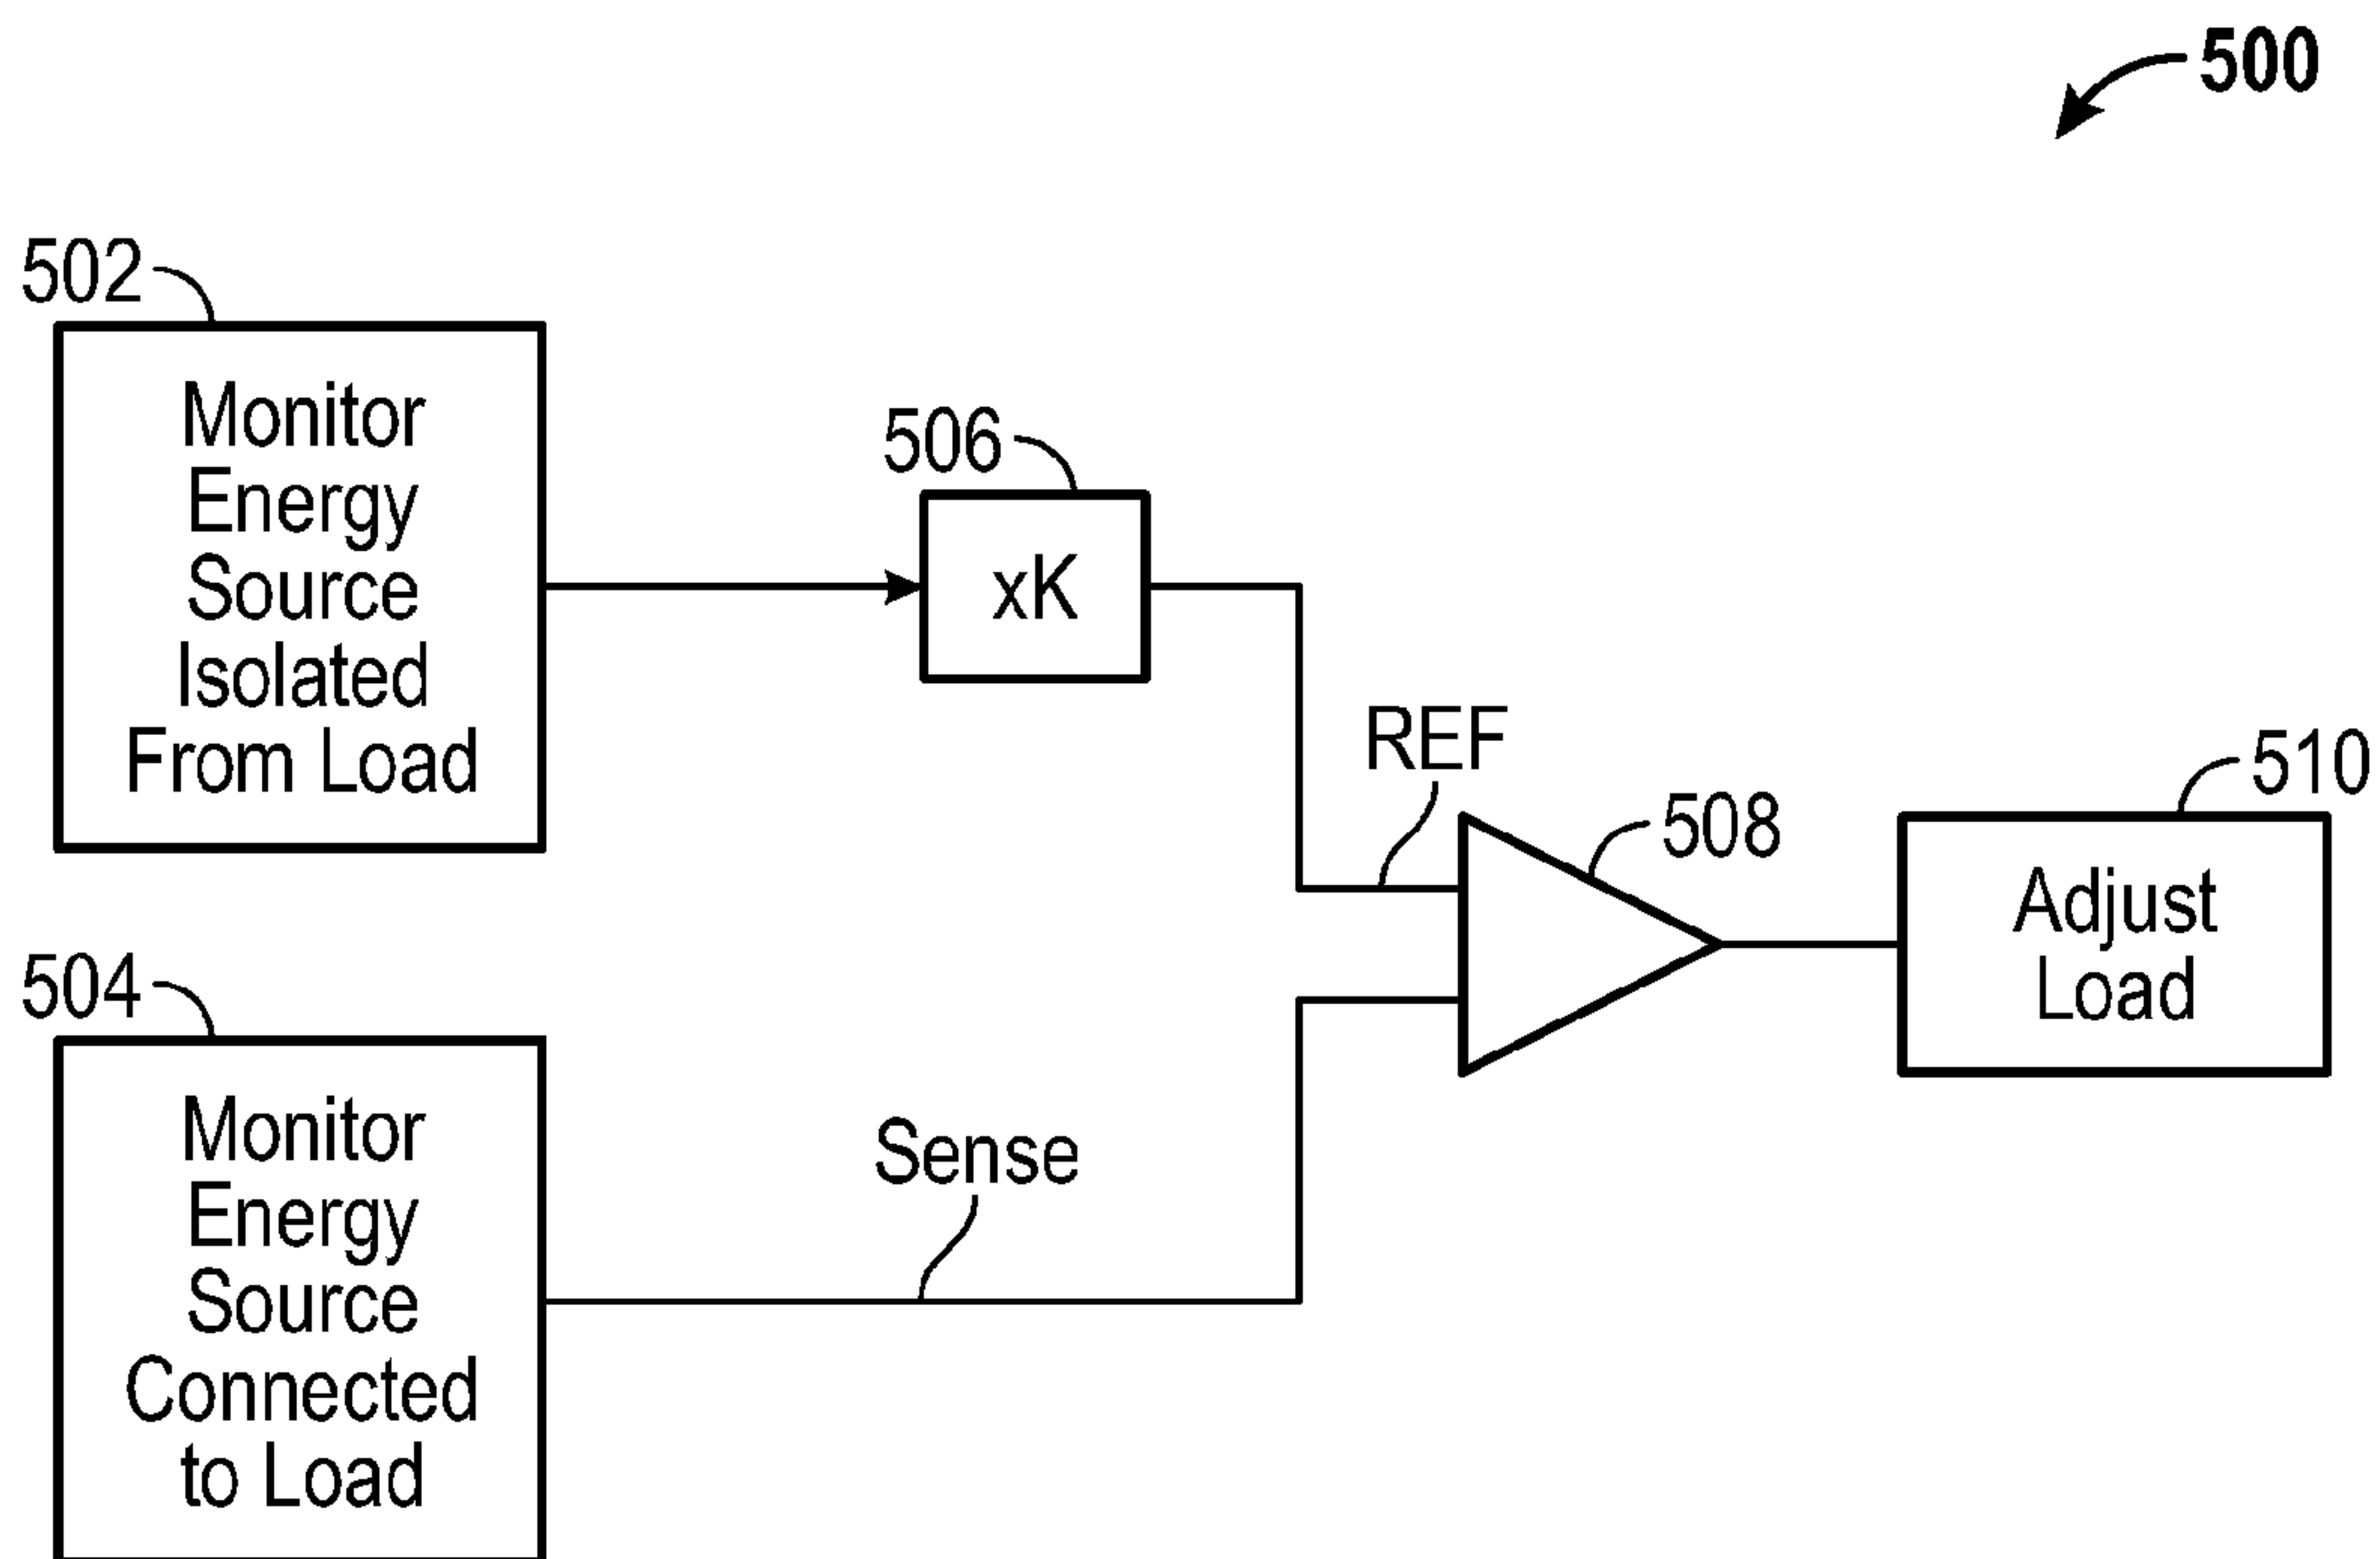 500
502
Monitor
Energy
Source
Isolated
From Load
506
xK
REF
508
510
Adjust
Load
504
Monitor
Energy
Source
Connected
to Load
Sense